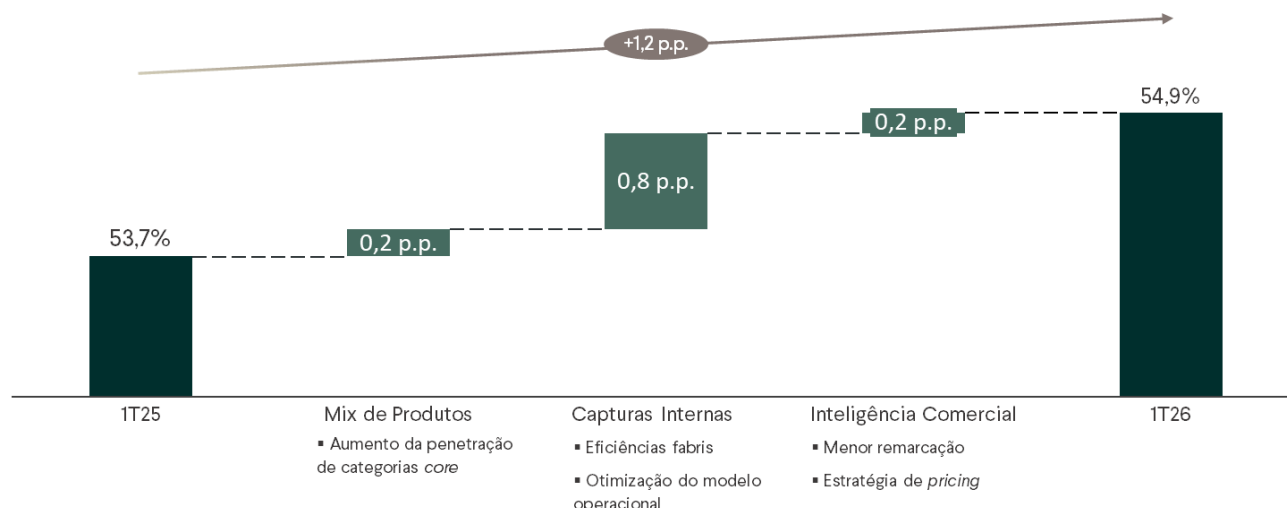 +1,2 p.p.
54,9%
0,2 p.p.
0,8 p.p.
53,7%
0,2 p.p.
1T25
Mix de Produtos
▪ Aumento da penetração
de categorias core
Capturas Internas
▪ Eficiências fabris
▪ Otimização do modelo
operacional
Inteligência Comercial
▪ Menor remarcação
▪ Estratégia de pricing
1T26